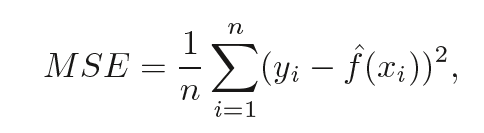 MSE = \frac{1}{n} \sum_{i=1}^{n} (y_i - \hat{f}(x_i))^2,